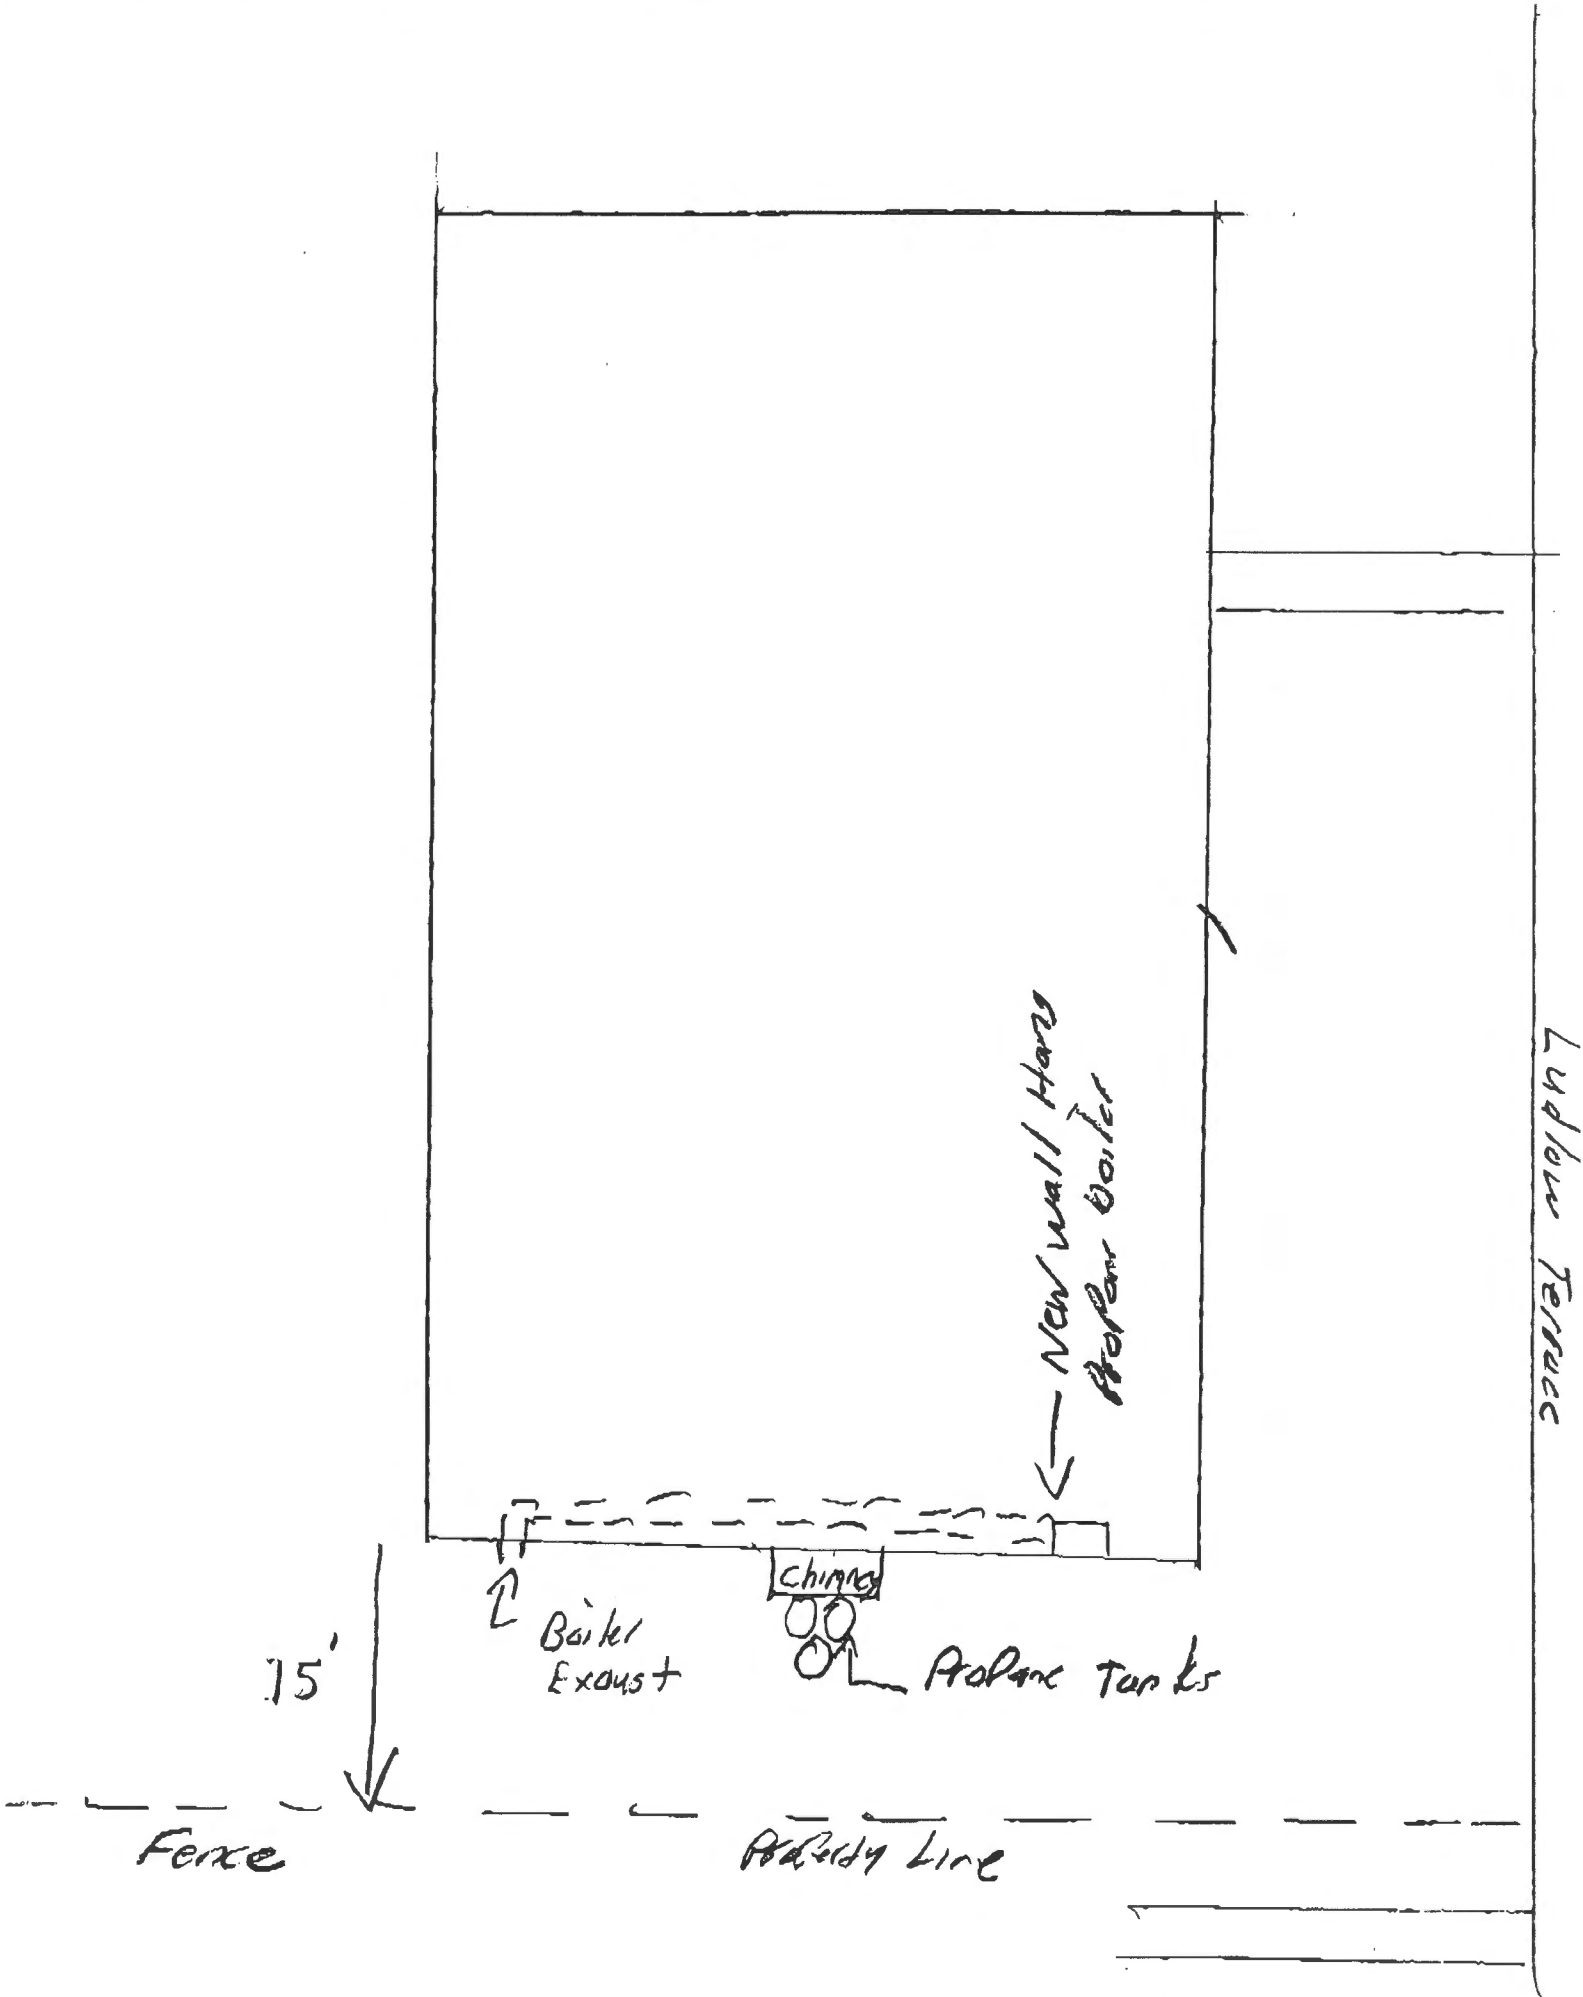 New Wall Hang
Propane Boiler
Ludlow Terrace
Chimney
Boiler
Exaust
Propane Tanks
15'
Fence
Property Line